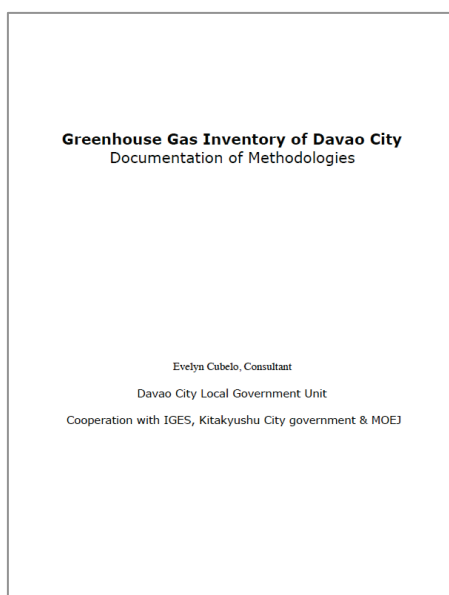 Greenhouse Gas Inventory of Davao City
Documentation of Methodologies
Evelyn Cubelo, Consultant
Davao City Local Government Unit
Cooperation with IGES, Kitakyushu City government & MOEJ